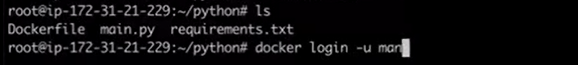 root@ip-172-31-21-229:~/python# ls
Dockerfile  main.py  requirements.txt
root@ip-172-31-21-229:~/python# docker login -u man